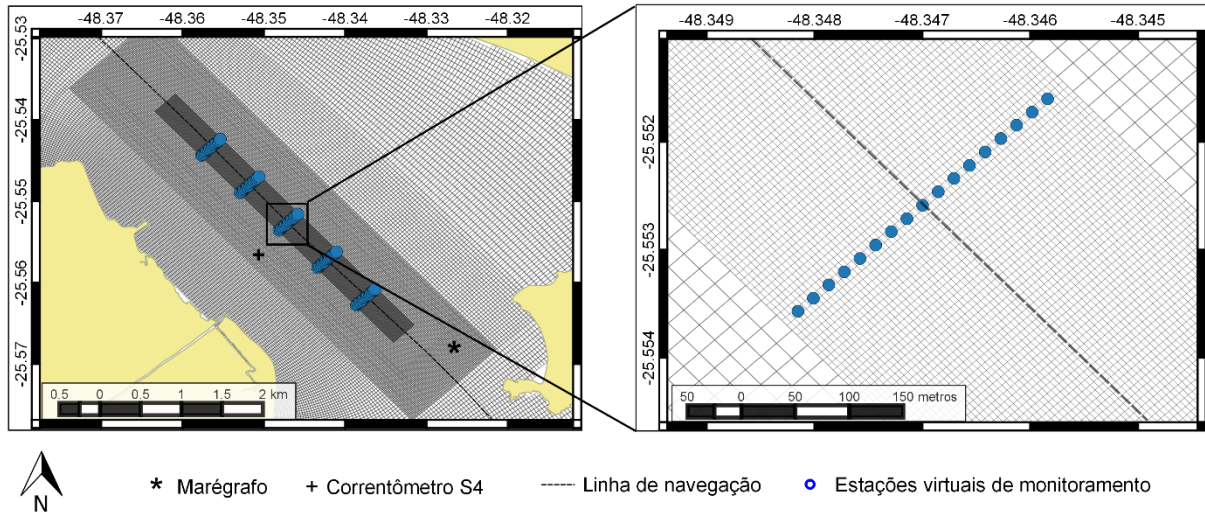 -48.37 -48.36 -48.35 -48.34 -48.33 -48.32
-25.53
-25.54
-25.55
-25.56
-25.57
0.5 0 0.5 1 1.5 2 km
-48.349 -48.348 -48.347 -48.346 -48.345
-25.552
-25.553
-25.554
50 0 50 100 150 metros
N
* Marégrafo + Correntômetro S4 Linha de navegação Estações virtuais de monitoramento